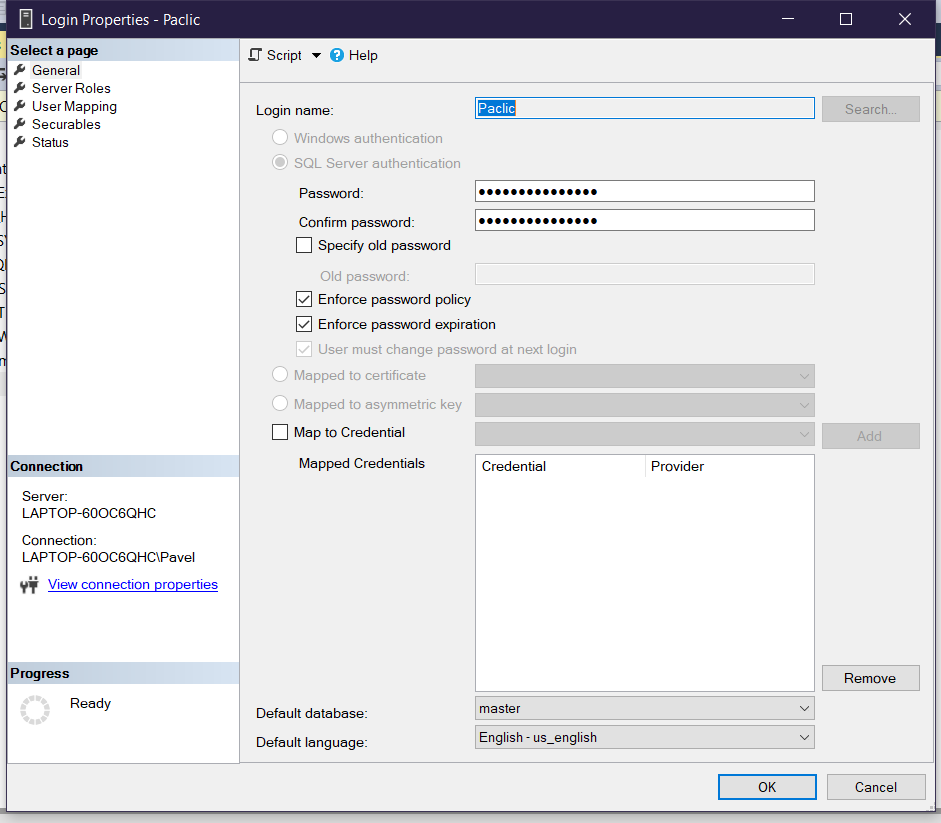 Login Properties - Paclic
Select a page
General
Server Roles
User Mapping
Securables
Status
Script
Help
Login name:
Paclic
Search...
Windows authentication
SQL Server authentication
Password:
●●●●●●●●●●●●●●●
Confirm password:
●●●●●●●●●●●●●●●
Specify old password
Old password:
Enforce password policy
Enforce password expiration
User must change password at next login
Mapped to certificate
Mapped to asymmetric key
Map to Credential
Add
Mapped Credentials
Credential Provider
Remove
Default database:
master
Default language:
English - us_english
OK
Cancel
Connection
Server:
LAPTOP-60OC6QHC
Connection:
LAPTOP-60OC6QHC\Pavel
View connection properties
Progress
Ready